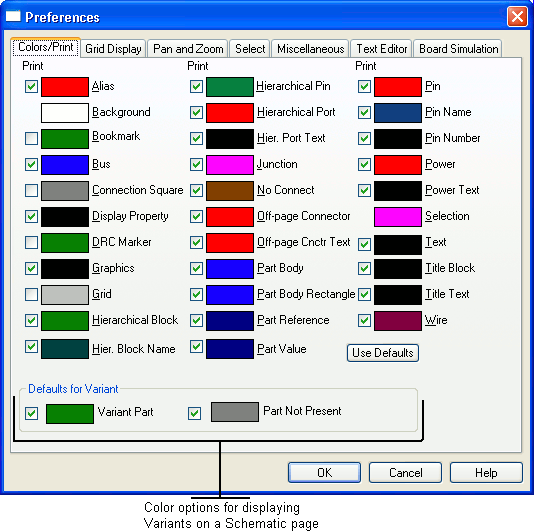 Preferences
Colors/Print Grid Display Pan and Zoom Select Miscellaneous Text Editor Board Simulation
Print Print Print
Alias Hierarchical Pin Pin
Background Hierarchical Port Pin Name
Bookmark Hier. Port Text Pin Number
Bus Junction Power
Connection Square No Connect Power Text
Display Property Off-page Connector Selection
DRC Marker Off-page Cnctr Text Text
Graphics Part Body Title Block
Grid Part Body Rectangle Title Text
Hierarchical Block Part Reference Wire
Hier. Block Name Part Value Use Defaults
Defaults for Variant
Variant Part Part Not Present
OK Cancel Help
Color options for displaying
Variants on a Schematic page